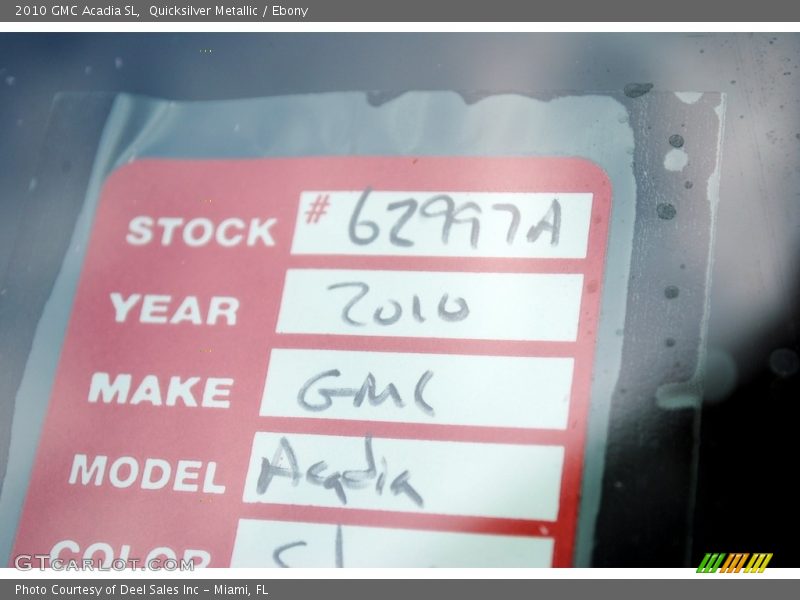 2010 GMC Acadia SL, Quicksilver Metallic / Ebony
STOCK # 62997A
YEAR 2010
MAKE GMC
MODEL Acadia
COLOR
GTCARLOT.COM
Photo Courtesy of Deel Sales Inc - Miami, FL